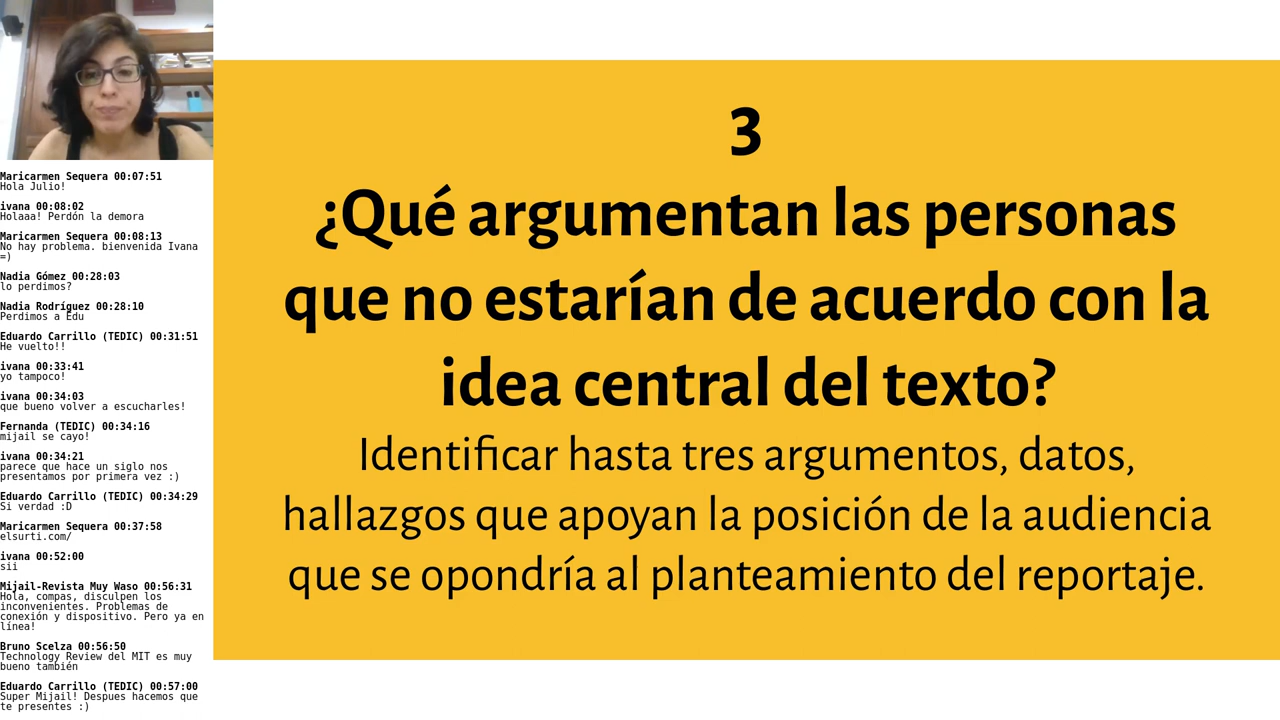 Maricarmen Sequera 00:07:51
Hola Julio!
ivana 00:08:02
Holaaa! Perdón la demora
Maricarmen Sequera 00:08:13
No hay problema. bienvenida Ivana
=)
Nadia Gómez 00:28:03
lo perdimos?
Nadia Rodríguez 00:28:10
Perdimos a Edu
Eduardo Carrillo (TEDIC) 00:31:51
He vuelto!!
ivana 00:33:41
yo tampoco!
ivana 00:34:03
que bueno volver a escucharles!
Fernanda (TEDIC) 00:34:16
mijail se cayo!
ivana 00:34:21
parece que hace un siglo nos
presentamos por primera vez :)
Eduardo Carrillo (TEDIC) 00:34:29
Si verdad :D
Maricarmen Sequera 00:37:58
elsurti.com/
ivana 00:52:00
sii
Mijail-Revista Muy Waso 00:56:31
Hola, compas, disculpen los
inconvenientes. Problemas de
conexión y dispositivo. Pero ya en
línea!
Bruno Scelza 00:56:50
Technology Review del MIT es muy
bueno también
Eduardo Carrillo (TEDIC) 00:57:00
Super Mijail! Despues hacemos que
te presentes :)
3
¿Qué argumentan las personas
que no estarían de acuerdo con la
idea central del texto?
Identificar hasta tres argumentos, datos,
hallazgos que apoyan la posición de la audiencia
que se opondría al planteamiento del reportaje.